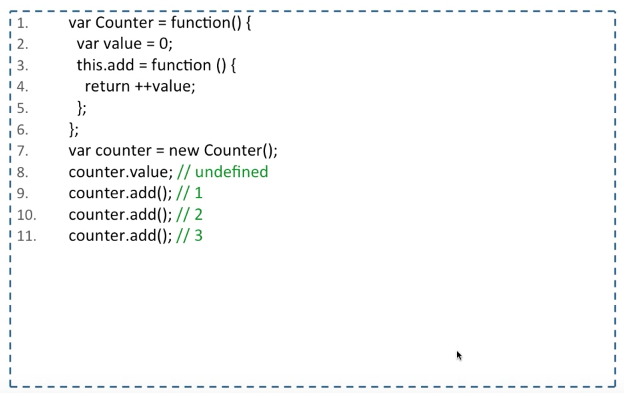 1. var Counter = function() {
2. var value = 0;
3. this.add = function () {
4. return ++value;
5. };
6. };
7. var counter = new Counter();
8. counter.value; // undefined
9. counter.add(); // 1
10. counter.add(); // 2
11. counter.add(); // 3